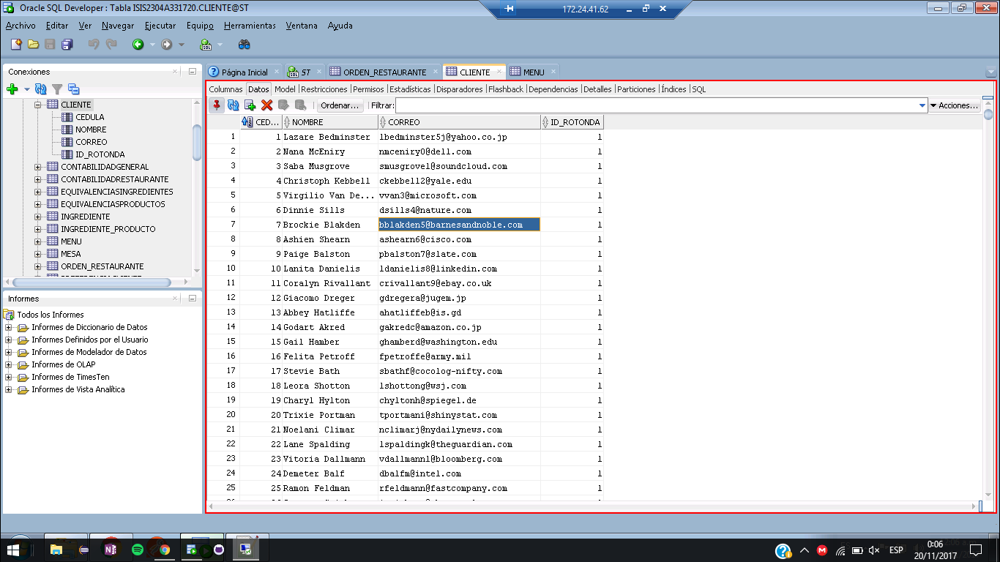 Oracle SQL Developer : Tabla ISIS2304A331720.CLIENTE@ST
172.24.41.62
Archivo Editar Ver Navegar Ejecutar Equipo Herramientas Ventana Ayuda
Conexiones
CLIENTE
CEDULA
NOMBRE
CORREO
ID_ROTONDA
CONTABILIDADGENERAL
CONTABILIDADRESTAURANTE
EQUIVALENCIASINGREDIENTES
EQUIVALENCIASPRODUCTOS
INGREDIENTE
INGREDIENTE_PRODUCTO
MENU
MESA
ORDEN_RESTAURANTE
Informes
Todos los Informes
Informes de Diccionario de Datos
Informes Definidos por el Usuario
Informes de Modelador de Datos
Informes de OLAP
Informes de TimesTen
Informes de Vista Analítica
Página Inicial ST ORDEN_RESTAURANTE CLIENTE MENU
Columnas Datos Model Restricciones Permisos Estadísticas Disparadores Flashback Dependencias Detalles Particiones Índices SQL
Ordenar... Filtrar: Acciones...
CED... NOMBRE CORREO ID_ROTONDA
1 1 Lazare Bedminster lbedminster5j@yahoo.co.jp 1
2 2 Nana McEniry nmceniry0@dell.com 1
3 3 Saba Musgrove smusgrove1@soundcloud.com 1
4 4 Christoph Kebbell ckebbell2@yale.edu 1
5 5 Virgilio Van De... vvan3@microsoft.com 1
6 6 Dinnie Sills dsills4@nature.com 1
7 7 Brockie Blakden bblakden5@barnesandnoble.com 1
8 8 Ashien Shearn ashearn6@cisco.com 1
9 9 Paige Balston pbalston7@slate.com 1
10 10 Lanita Danielis ldanielis8@linkedin.com 1
11 11 Coralyn Rivallant crivallant9@ebay.co.uk 1
12 12 Giacomo Dreger gdregera@jugem.jp 1
13 13 Abbey Hatliffe ahatliffeb@is.gd 1
14 14 Godart Akred gakredc@amazon.co.jp 1
15 15 Gail Hamber ghamberd@washington.edu 1
16 16 Felita Petroff fpetroffe@army.mil 1
17 17 Stevie Bath sbathf@cocolog-nifty.com 1
18 18 Leora Shotton lshottong@wsj.com 1
19 19 Charyl Hylton chyltonh@spiegel.de 1
20 20 Trixie Portman tportmani@shinystat.com 1
21 21 Noelani Climar nclimarj@nydailynews.com 1
22 22 Lane Spalding lspaldingk@theguardian.com 1
23 23 Vitoria Dallmann vdallmannl@bloomberg.com 1
24 24 Demeter Balf dbalfm@intel.com 1
25 25 Ramon Feldman rfeldmann@fastcompany.com 1
ESP
0:06
20/11/2017